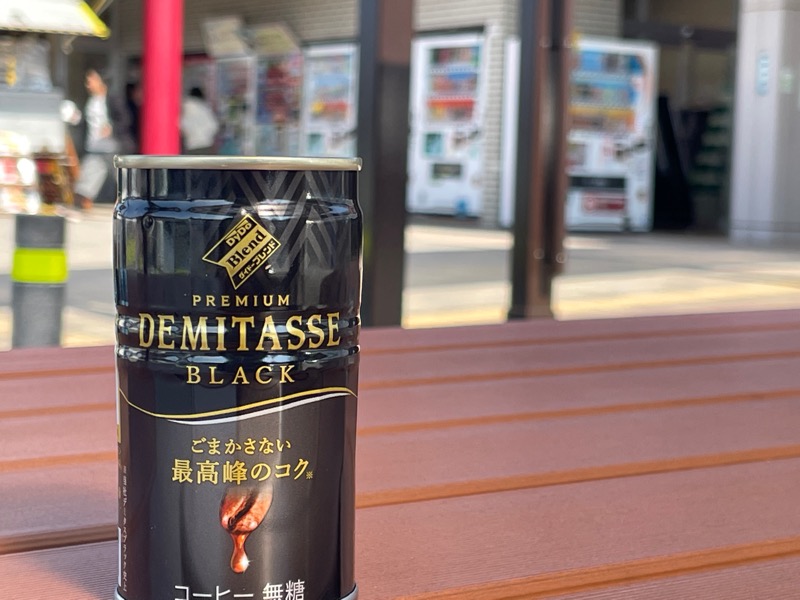 DyDo
Blend
ダイドーブレンド
PREMIUM
DEMITASSE
BLACK
ごまかさない
最高峰のコク※
コーヒー 無糖